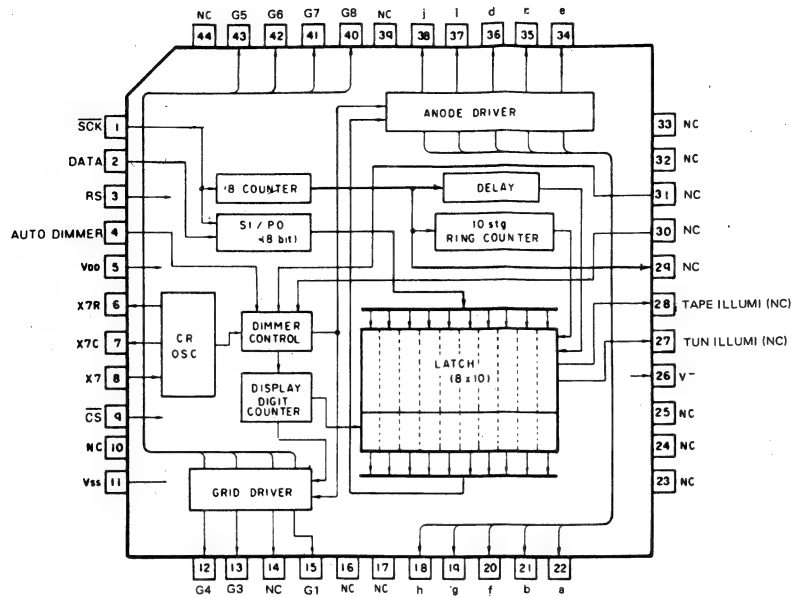 NC G5 G6 G7 G8 NC j i d c e
44 43 42 41 40 39 38 37 36 35 34
ANODE DRIVER
SCK 1
DATA 2
RS 3
AUTO DIMMER 4
VDD 5
X7R 6
X7C 7
X7 8
CS 9
NC 10
Vss 11
8 COUNTER
SI / PO
(8 bit)
DELAY
10 stg
RING COUNTER
CR
OSC
DIMMER
CONTROL
DISPLAY
DIGIT
COUNTER
LATCH
(8 x 10)
GRID DRIVER
33 NC
32 NC
31 NC
30 NC
29 NC
28 TAPE ILLUMI (NC)
27 TUN ILLUMI (NC)
26 V-
25 NC
24 NC
23 NC
12 13 14 15 16 17 18 19 20 21 22
G4 G3 NC G1 NC NC h g f b a